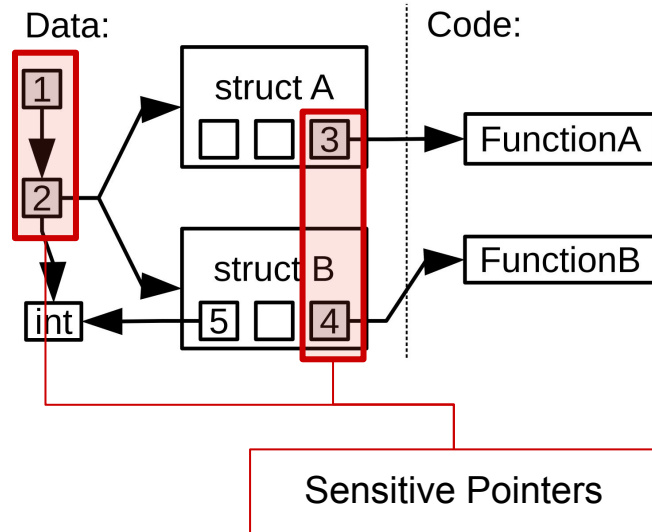 Data:
Code:
1
struct A
3
FunctionA
2
struct B
FunctionB
int
5
4
Sensitive Pointers